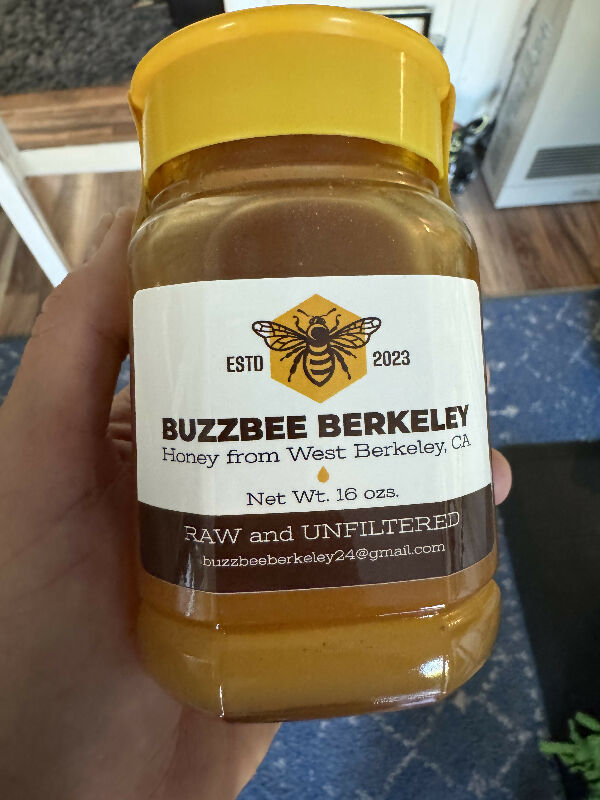 ESTD 2023
BUZZBEE BERKELEY
Honey from West Berkeley, CA
Net Wt. 16 ozs.
RAW and UNFILTERED
buzzbeeberkeley24@gmail.com